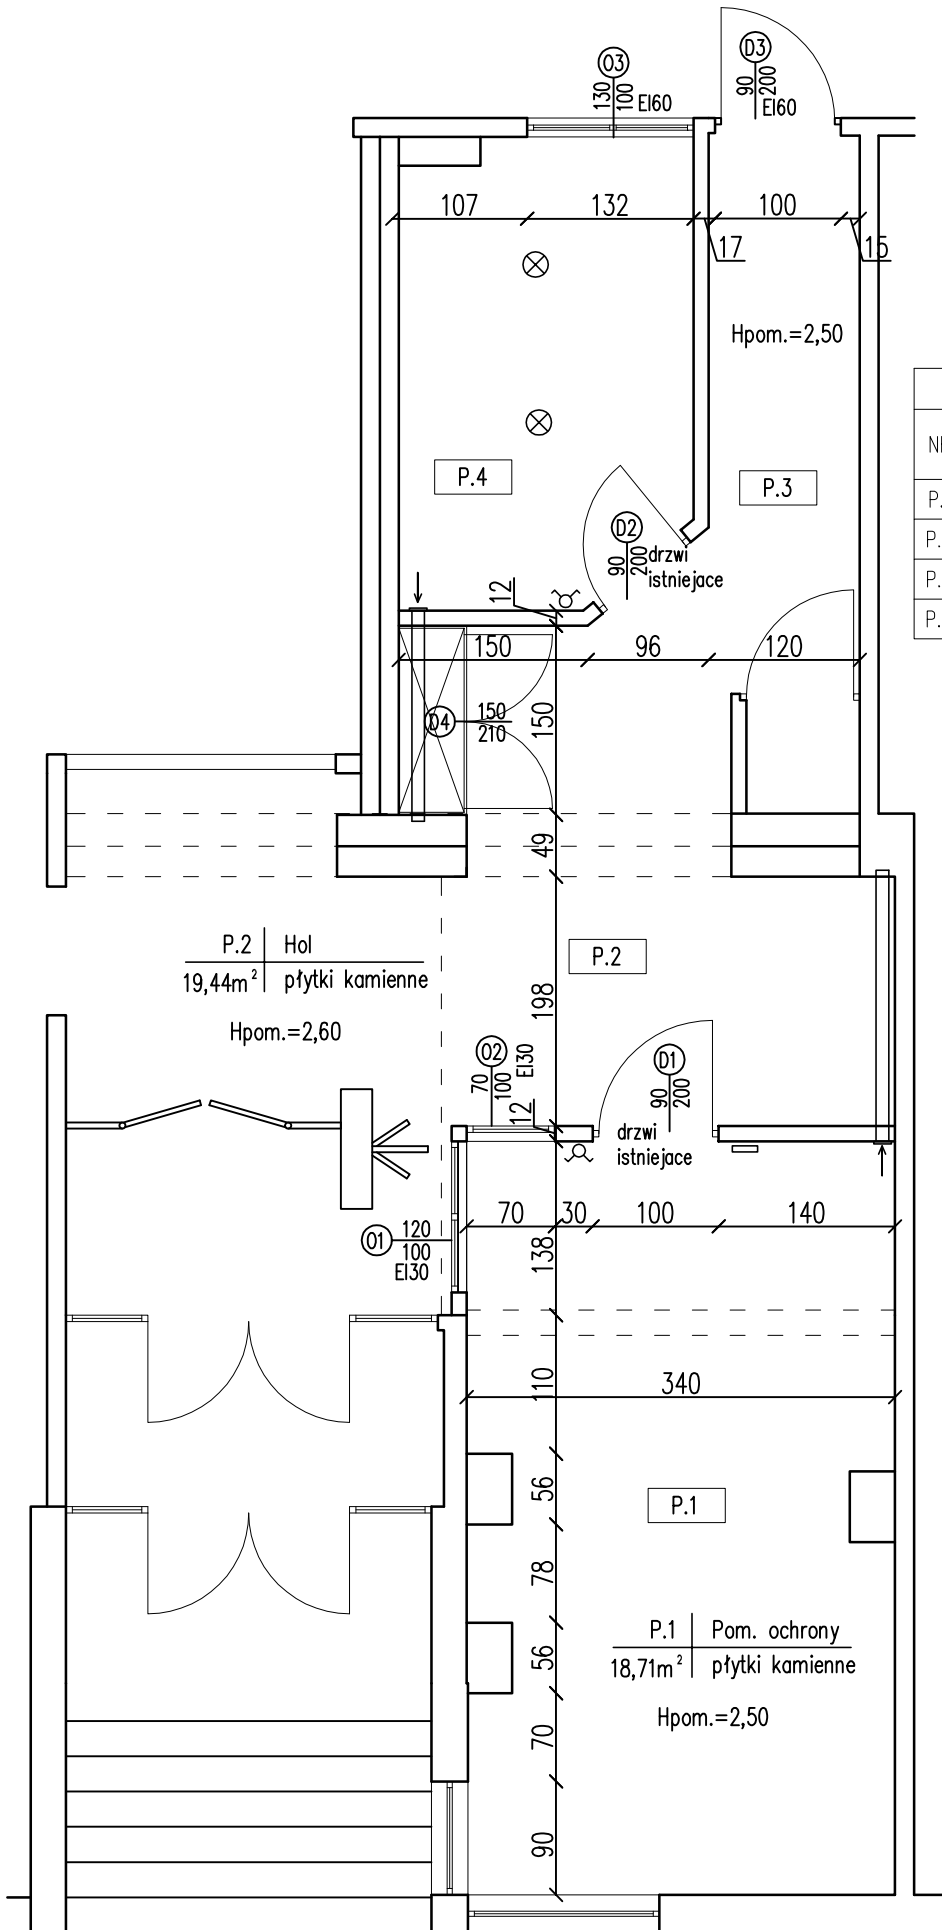 D3
90
200
EI60
O3
130
100
EI60
107
132
100
17
15
Hpom.=2,50
P.4
P.3
D2
90
200
drzwi
istniejace
12
150
96
120
D4
150
210
150
49
P.2 Hol
19,44m² płytki kamienne
Hpom.=2,60
P.2
198
O2
70
100
EI30
12
D1
90
200
drzwi
istniejace
O1
120
100
EI30
70
30
100
140
138
110
340
56
P.1
78
56
P.1 Pom. ochrony
18,71m² płytki kamienne
Hpom.=2,50
70
90
P.
P.
P.
P.